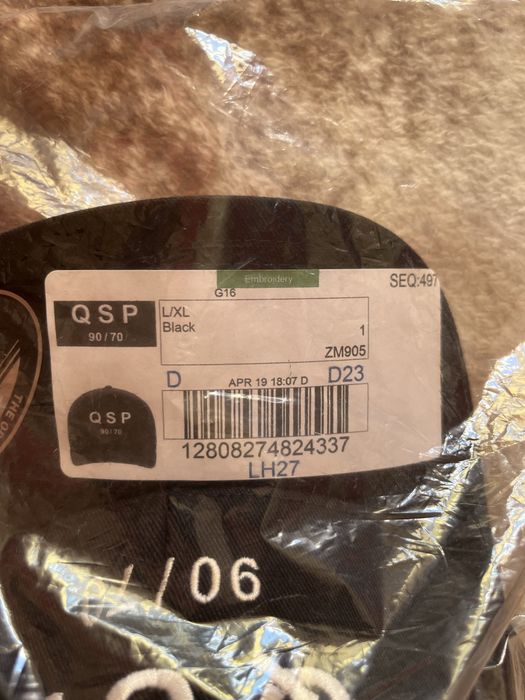 Embroidery
G16
SEQ:497
QSP
90/70
L/XL
Black
1
ZM905
D
APR 19 18:07 D
D23
QSP
90/70
12808274824337
LH27
THE
06